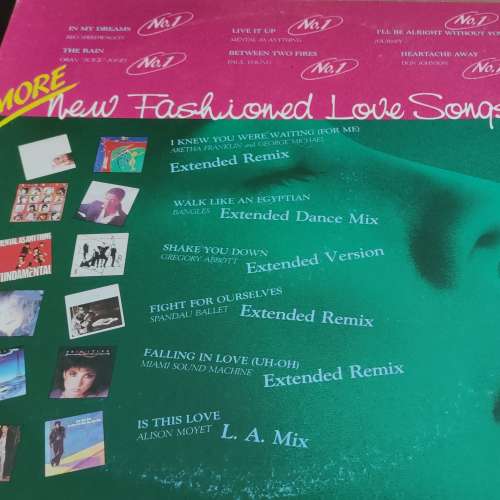 No.1
No.1
No.1
IN MY DREAMS
REO SPEEDWAGON
LIVE IT UP
MENTAL AS ANYTHING
I'LL BE ALRIGHT WITHOUT YOU
JOURNEY
THE RAIN
ORAN "JUICE" JONES
No.1
BETWEEN TWO FIRES
PAUL YOUNG
No.1
HEARTACHE AWAY
DON JOHNSON
No.1
MORE
New Fashioned Love Songs
I KNEW YOU WERE WAITING (FOR ME)
ARETHA FRANKLIN and GEORGE MICHAEL
Extended Remix
WALK LIKE AN EGYPTIAN
BANGLES Extended Dance Mix
SHAKE YOU DOWN
GREGORY ABBOTT Extended Version
MENTAL AS ANYTHING
FUNDAMENTAL
FIGHT FOR OURSELVES
SPANDAU BALLET Extended Remix
FALLING IN LOVE (UH-OH)
MIAMI SOUND MACHINE Extended Remix
IS THIS LOVE
ALISON MOYET L. A. Mix